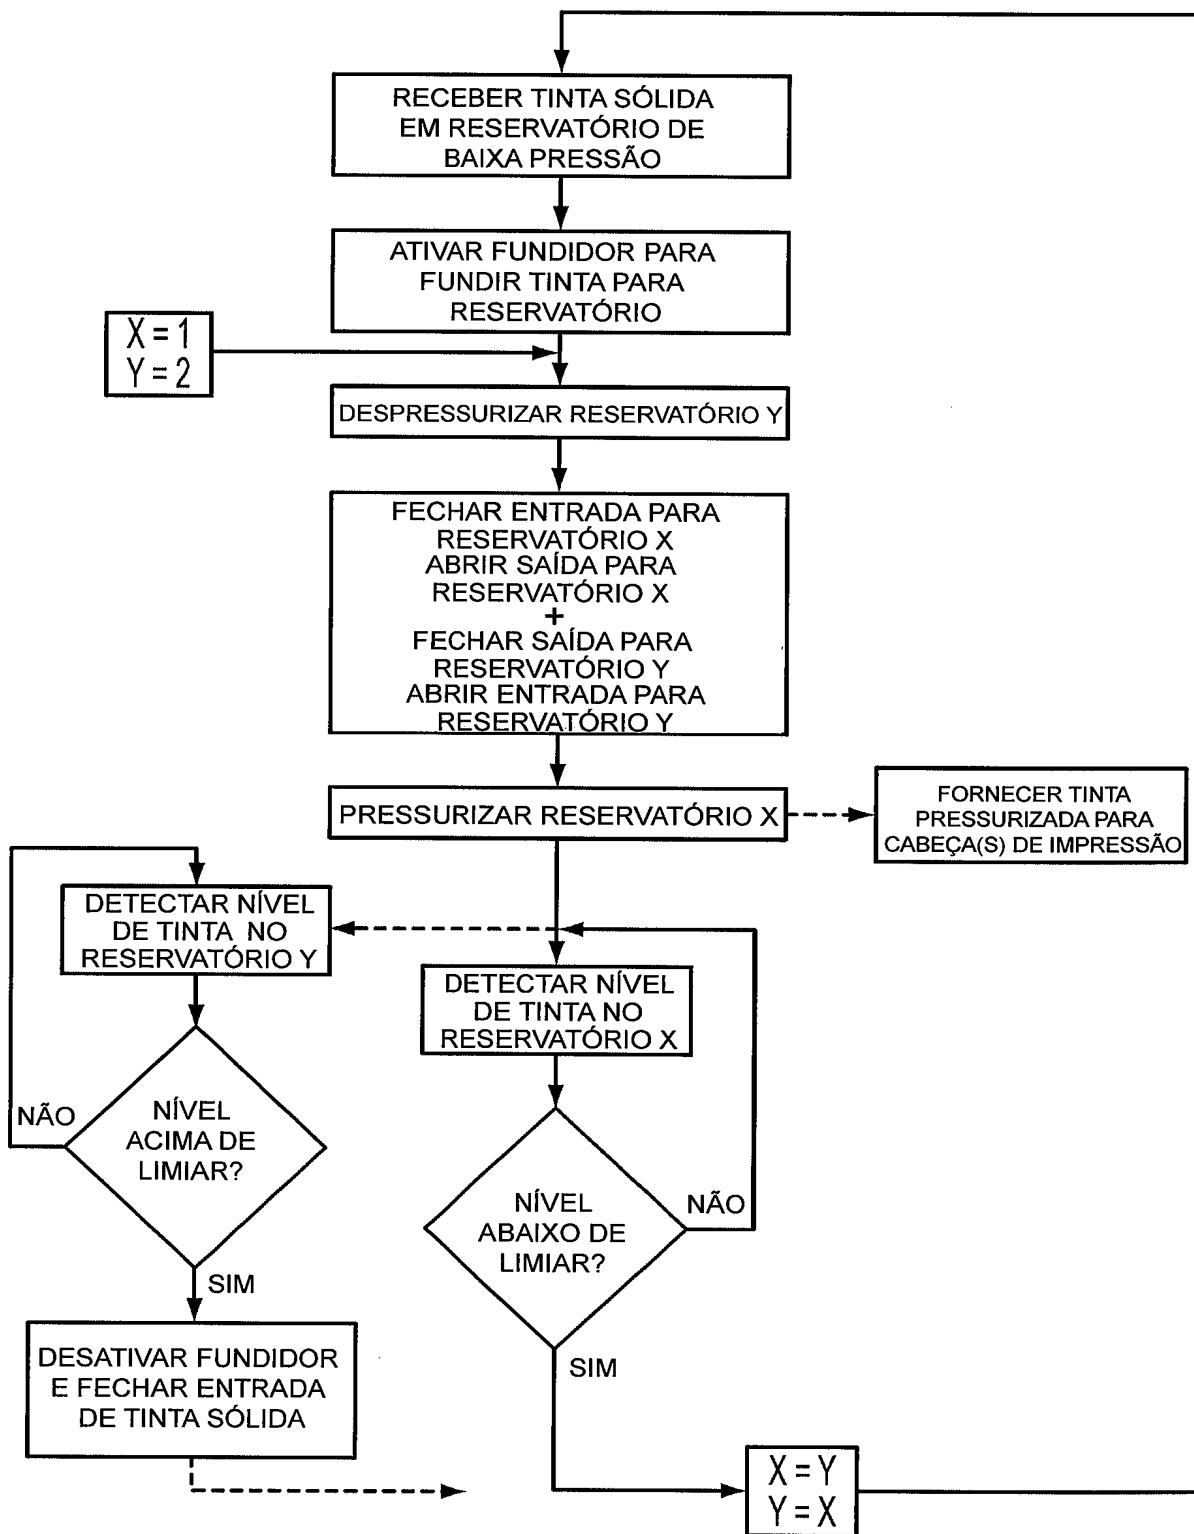 RECEBER TINTA SÓLIDA
EM RESERVATÓRIO DE
BAIXA PRESSÃO
ATIVAR FUNDIDOR PARA
FUNDIR TINTA PARA
RESERVATÓRIO
X = 1
Y = 2
DESPRESSURIZAR RESERVATÓRIO Y
FECHAR ENTRADA PARA
RESERVATÓRIO X
ABRIR SAÍDA PARA
RESERVATÓRIO X
+
FECHAR SAÍDA PARA
RESERVATÓRIO Y
ABRIR ENTRADA PARA
RESERVATÓRIO Y
PRESSURIZAR RESERVATÓRIO X
FORNECER TINTA
PRESSURIZADA PARA
CABEÇA(S) DE IMPRESSÃO
DETECTAR NÍVEL
DE TINTA NO
RESERVATÓRIO Y
DETECTAR NÍVEL
DE TINTA NO
RESERVATÓRIO X
NÃO
NÍVEL
ACIMA DE
LIMIAR?
SIM
NÍVEL
ABAIXO DE
LIMIAR?
NÃO
SIM
DESATIVAR FUNDIDOR
E FECHAR ENTRADA
DE TINTA SÓLIDA
X = Y
Y = X